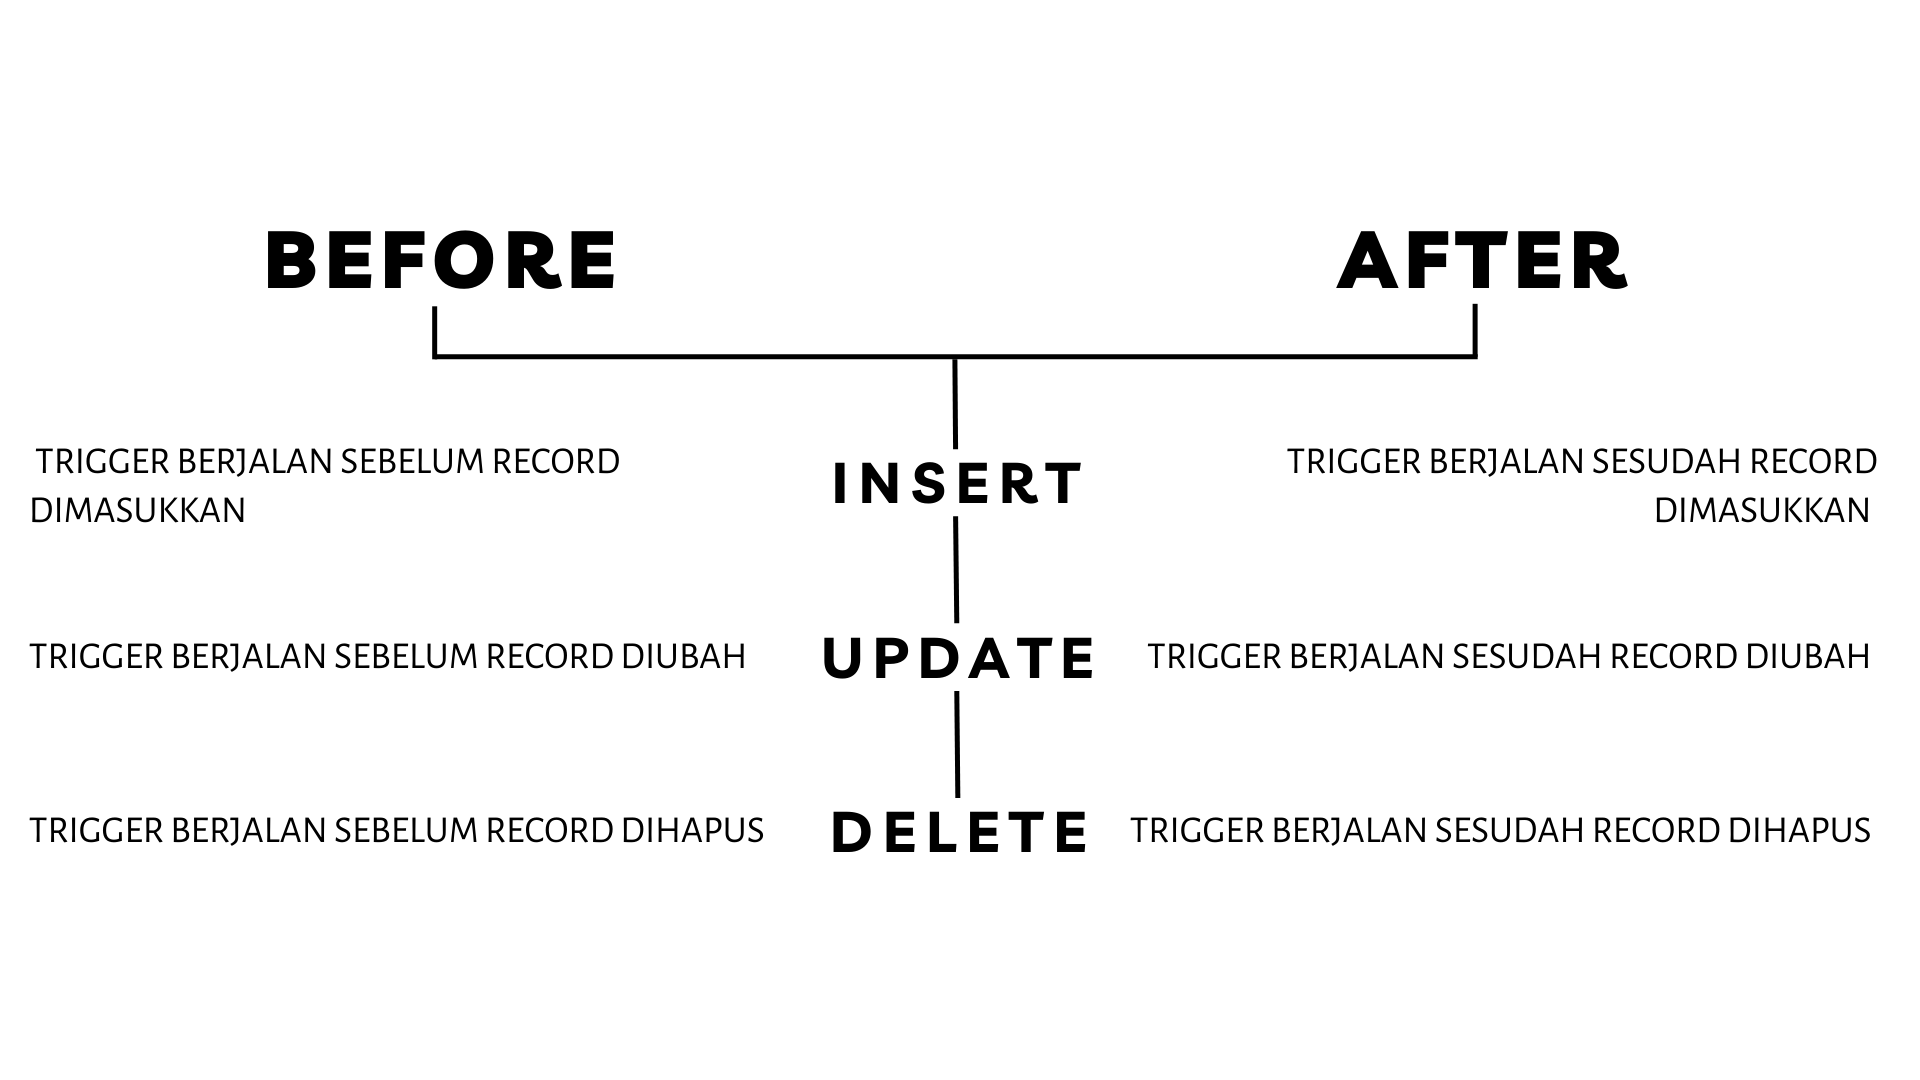 BEFORE
AFTER
TRIGGER BERJALAN SEBELUM RECORD
DIMASUKKAN
INSERT
TRIGGER BERJALAN SESUDAH RECORD
DIMASUKKAN
TRIGGER BERJALAN SEBELUM RECORD DIUBAH
UPDATE
TRIGGER BERJALAN SESUDAH RECORD DIUBAH
TRIGGER BERJALAN SEBELUM RECORD DIHAPUS
DELETE
TRIGGER BERJALAN SESUDAH RECORD DIHAPUS